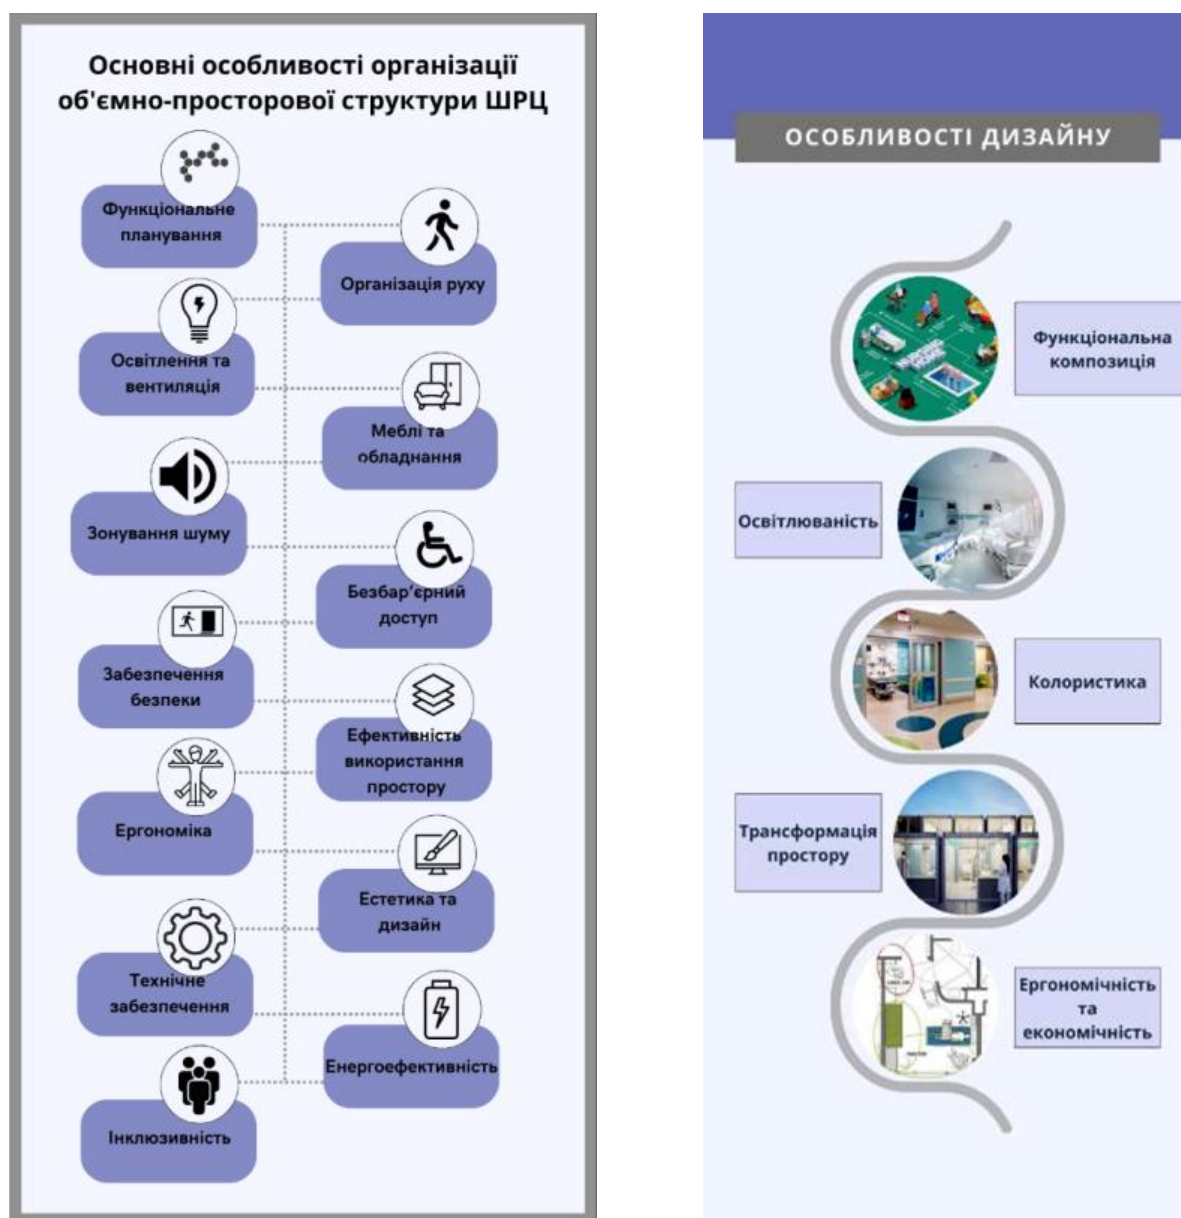 Основні особливості організації
об'ємно-просторової структури ШРЦ
Функціональне
планування
Організація руху
Освітлення та
вентиляція
Меблі та
обладнання
Зонування шуму
Безбар’єрний
доступ
Забезпечення
безпеки
Ефективність
використання
простору
Ергономіка
Естетика та
дизайн
Технічне
забезпечення
Енергоефективність
Інклюзивність
ОСОБЛИВОСТІ ДИЗАЙНУ
Функціональна
композиція
Освітлюваність
Колористика
Трансформація
простору
Ергономічність
та
економічність